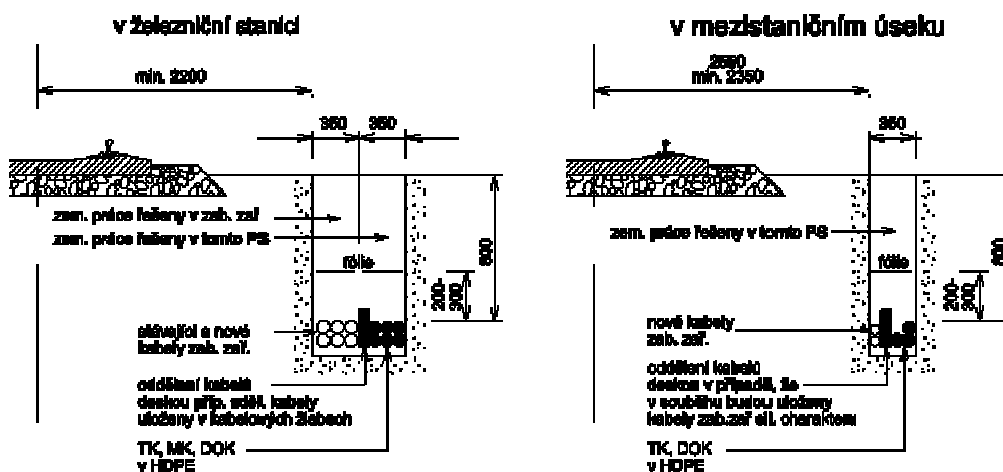 v železniční stanici
min. 2200
350 350
zem. práce řešeny v zab. zař
zem. práce řešeny v tomto PS
fólie
800
200-
300
stávající a nové
kabely zab. zař.
oddělení kabelů
deskou příp. sděl. kabely
uloženy v kabelových žlabech
TK, MK, DOK
v HDPE
v mezistaničním úseku
2550
min. 2350
350
zem. práce řešeny v tomto PS
fólie
800
200-
300
nové kabely
zab. zař.
oddělení kabelů
deskou v případě, že
v souběhu budou uloženy
kabely zab.zař sil. charakteru
TK, DOK
v HDPE